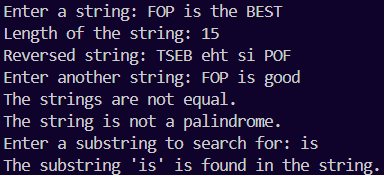 Enter a string: FOP is the BEST
Length of the string: 15
Reversed string: TSEB eht si POF
Enter another string: FOP is good
The strings are not equal.
The string is not a palindrome.
Enter a substring to search for: is
The substring 'is' is found in the string.